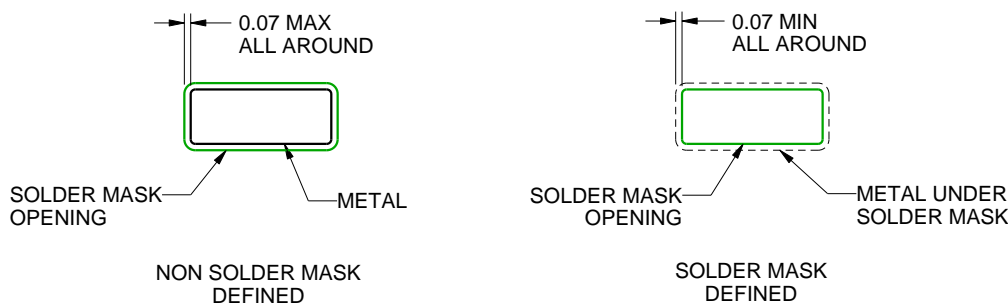 0.07 MAX
ALL AROUND
SOLDER MASK
OPENING
METAL
NON SOLDER MASK
DEFINED
0.07 MIN
ALL AROUND
SOLDER MASK
OPENING
METAL UNDER
SOLDER MASK
SOLDER MASK
DEFINED